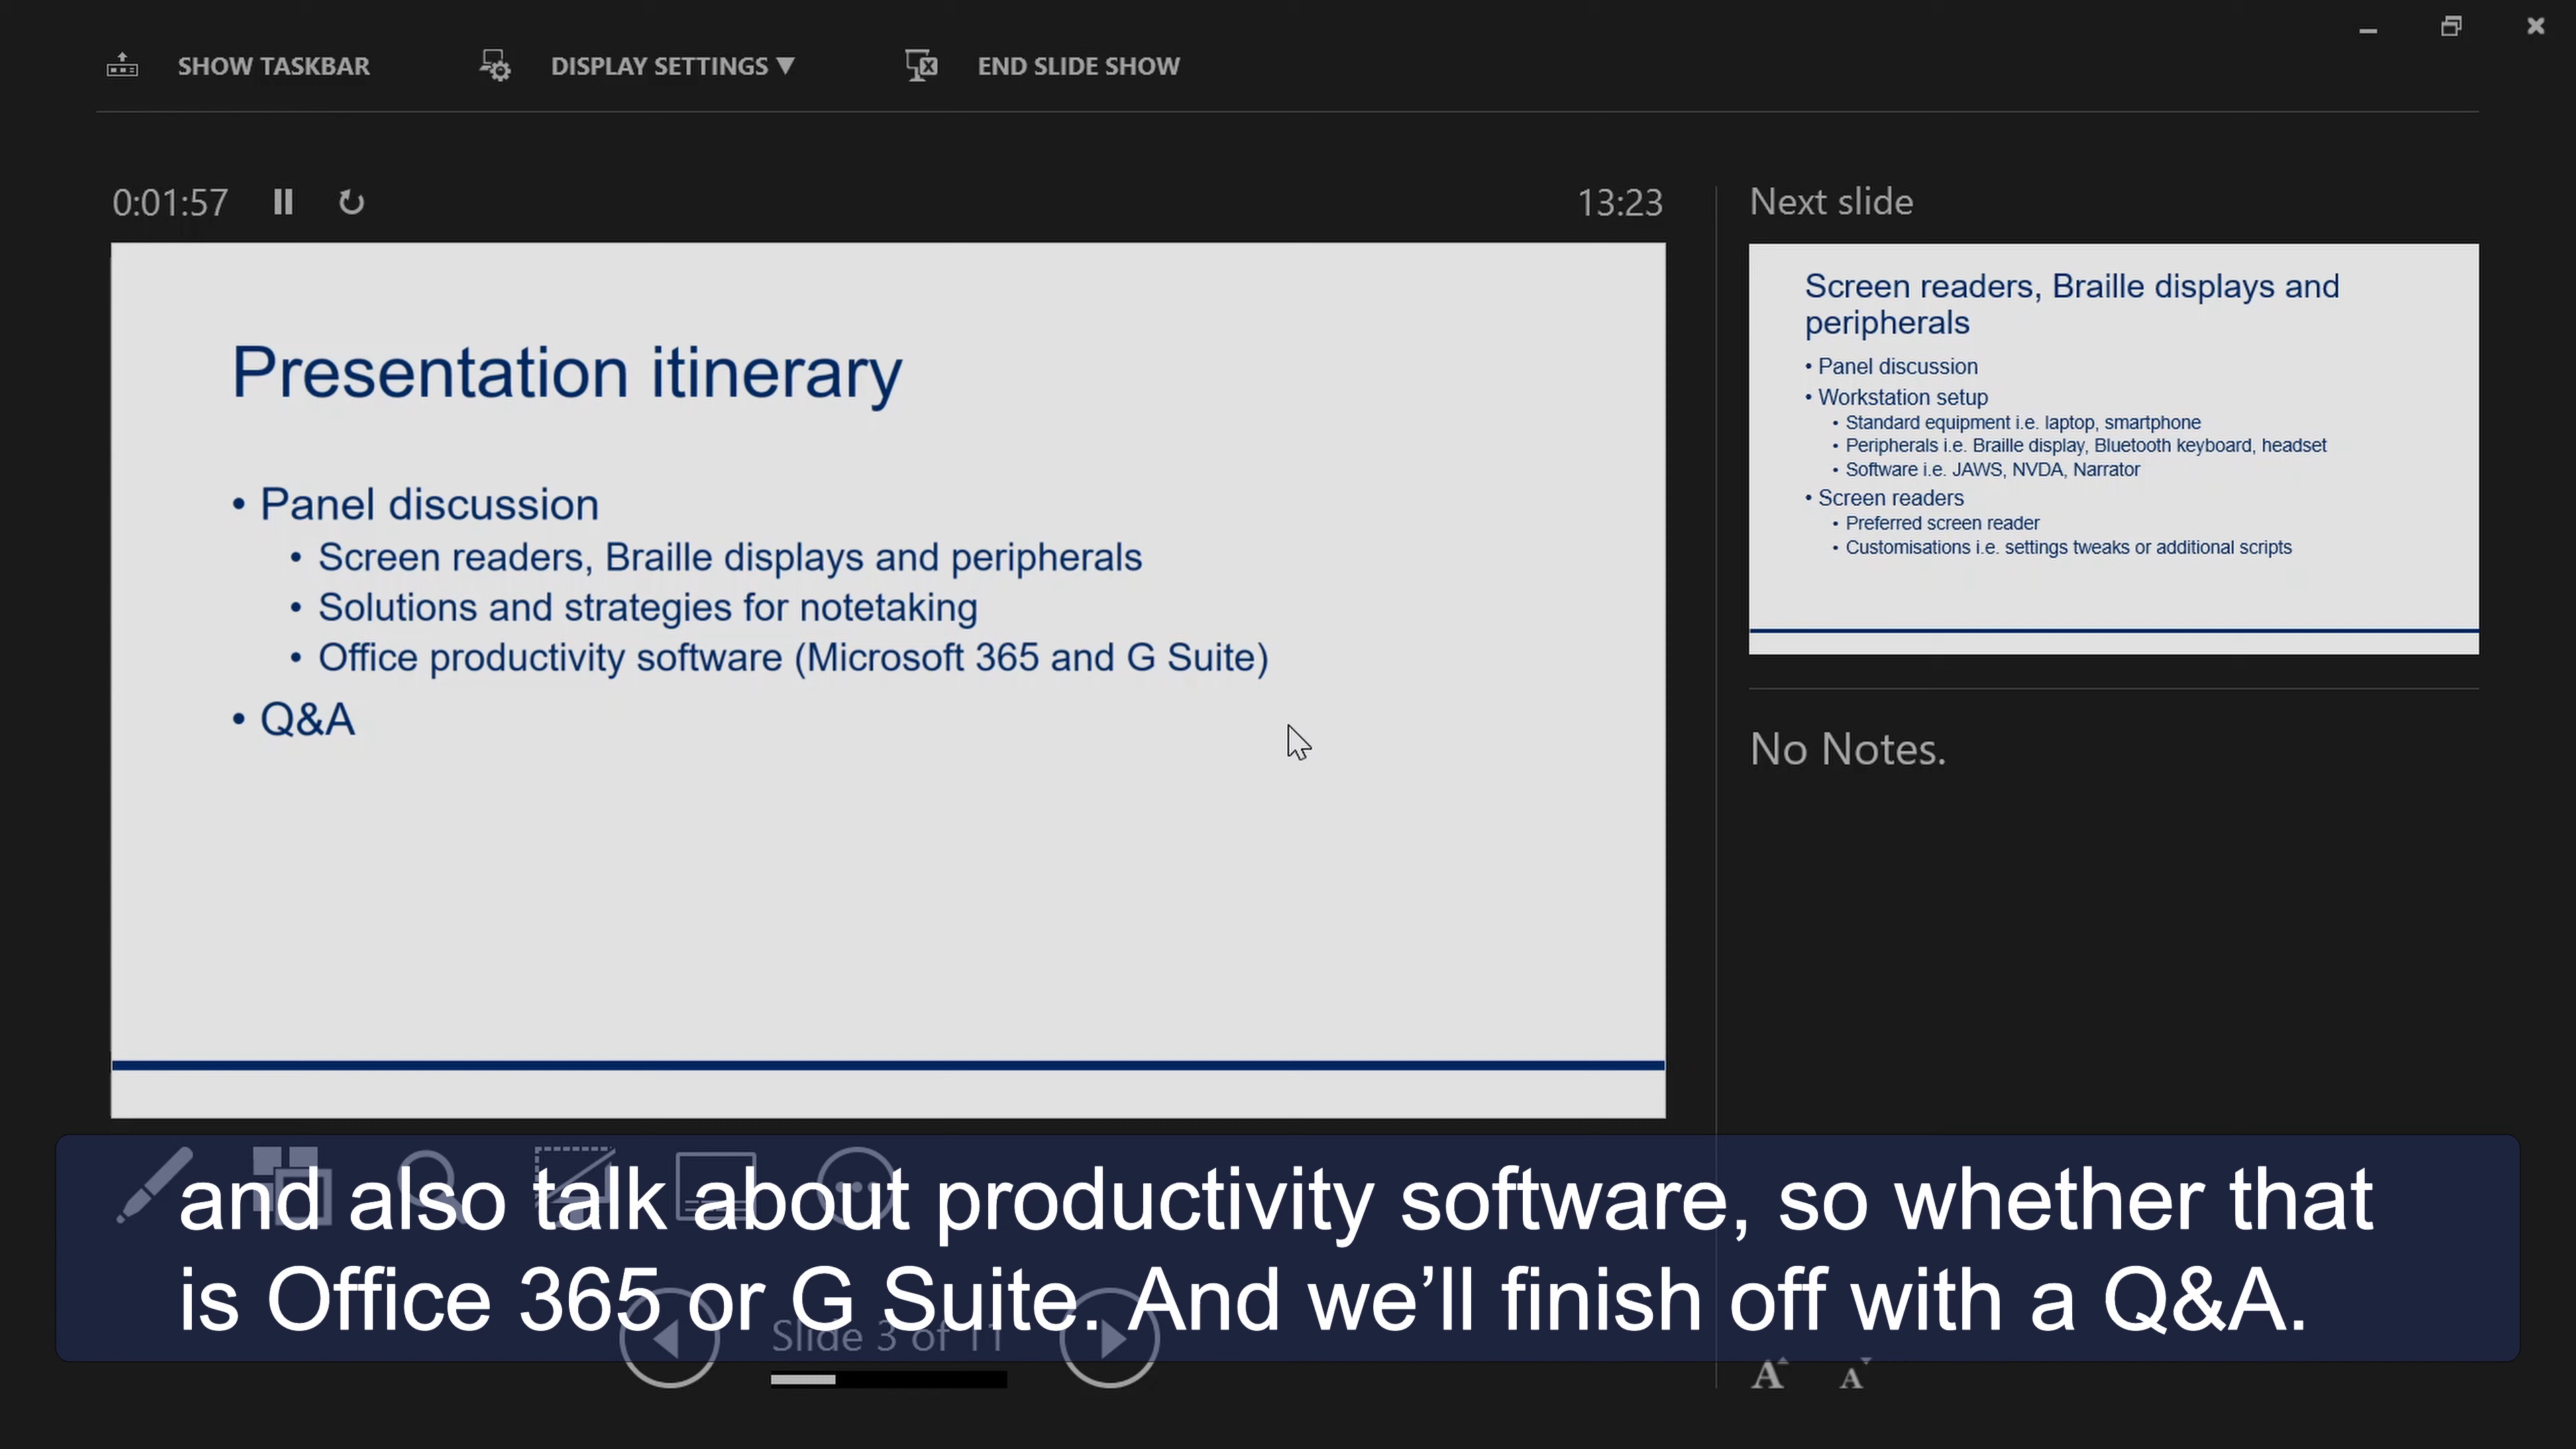 SHOW TASKBAR
DISPLAY SETTINGS ▼
END SLIDE SHOW
0:01:57
13:23
Presentation itinerary
• Panel discussion
• Screen readers, Braille displays and peripherals
• Solutions and strategies for notetaking
• Office productivity software (Microsoft 365 and G Suite)
• Q&A
Next slide
Screen readers, Braille displays and
peripherals
• Panel discussion
• Workstation setup
• Standard equipment i.e. laptop, smartphone
• Peripherals i.e. Braille display, Bluetooth keyboard, headset
• Software i.e. JAWS, NVDA, Narrator
• Screen readers
• Preferred screen reader
• Customisations i.e. settings tweaks or additional scripts
No Notes.
and also talk about productivity software, so whether that
is Office 365 or G Suite. And we’ll finish off with a Q&A.
Slide 3 of 11
A A